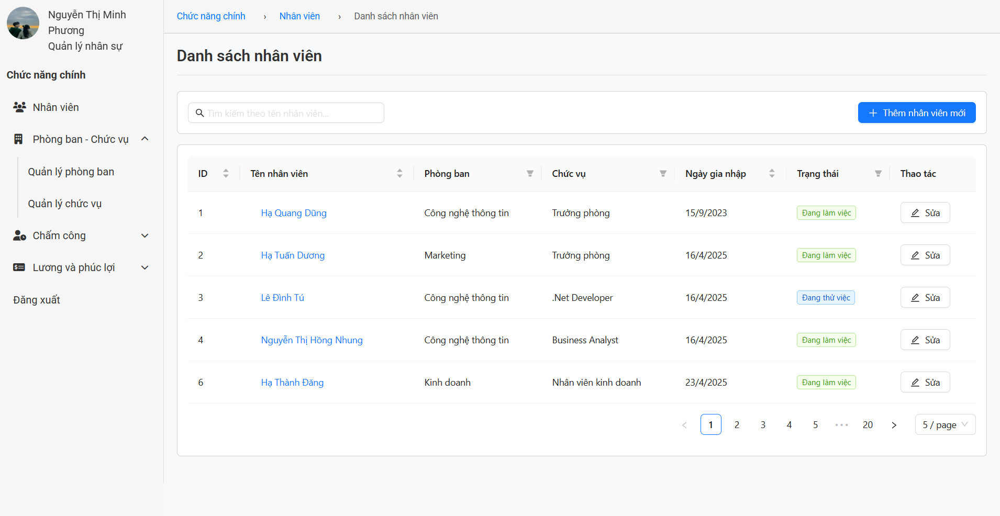 Nguyễn Thị Minh
Phương
Quản lý nhân sự
Chức năng chính
Nhân viên
Phòng ban - Chức vụ
Quản lý phòng ban
Quản lý chức vụ
Chấm công
Lương và phúc lợi
Đăng xuất
Chức năng chính › Nhân viên › Danh sách nhân viên
Danh sách nhân viên
Tìm kiếm theo tên nhân viên...
Thêm nhân viên mới
ID Tên nhân viên Phòng ban Chức vụ Ngày gia nhập Trạng thái Thao tác
1 Hạ Quang Dũng Công nghệ thông tin Trưởng phòng 15/9/2023 Đang làm việc Sửa
2 Hạ Tuấn Dương Marketing Trưởng phòng 16/4/2025 Đang làm việc Sửa
3 Lê Đình Tú Công nghệ thông tin .Net Developer 16/4/2025 Đang thử việc Sửa
4 Nguyễn Thị Hồng Nhung Công nghệ thông tin Business Analyst 16/4/2025 Đang làm việc Sửa
6 Hạ Thành Đăng Kinh doanh Nhân viên kinh doanh 23/4/2025 Đang làm việc Sửa
< 1 2 3 4 5 ••• 20 > 5 / page